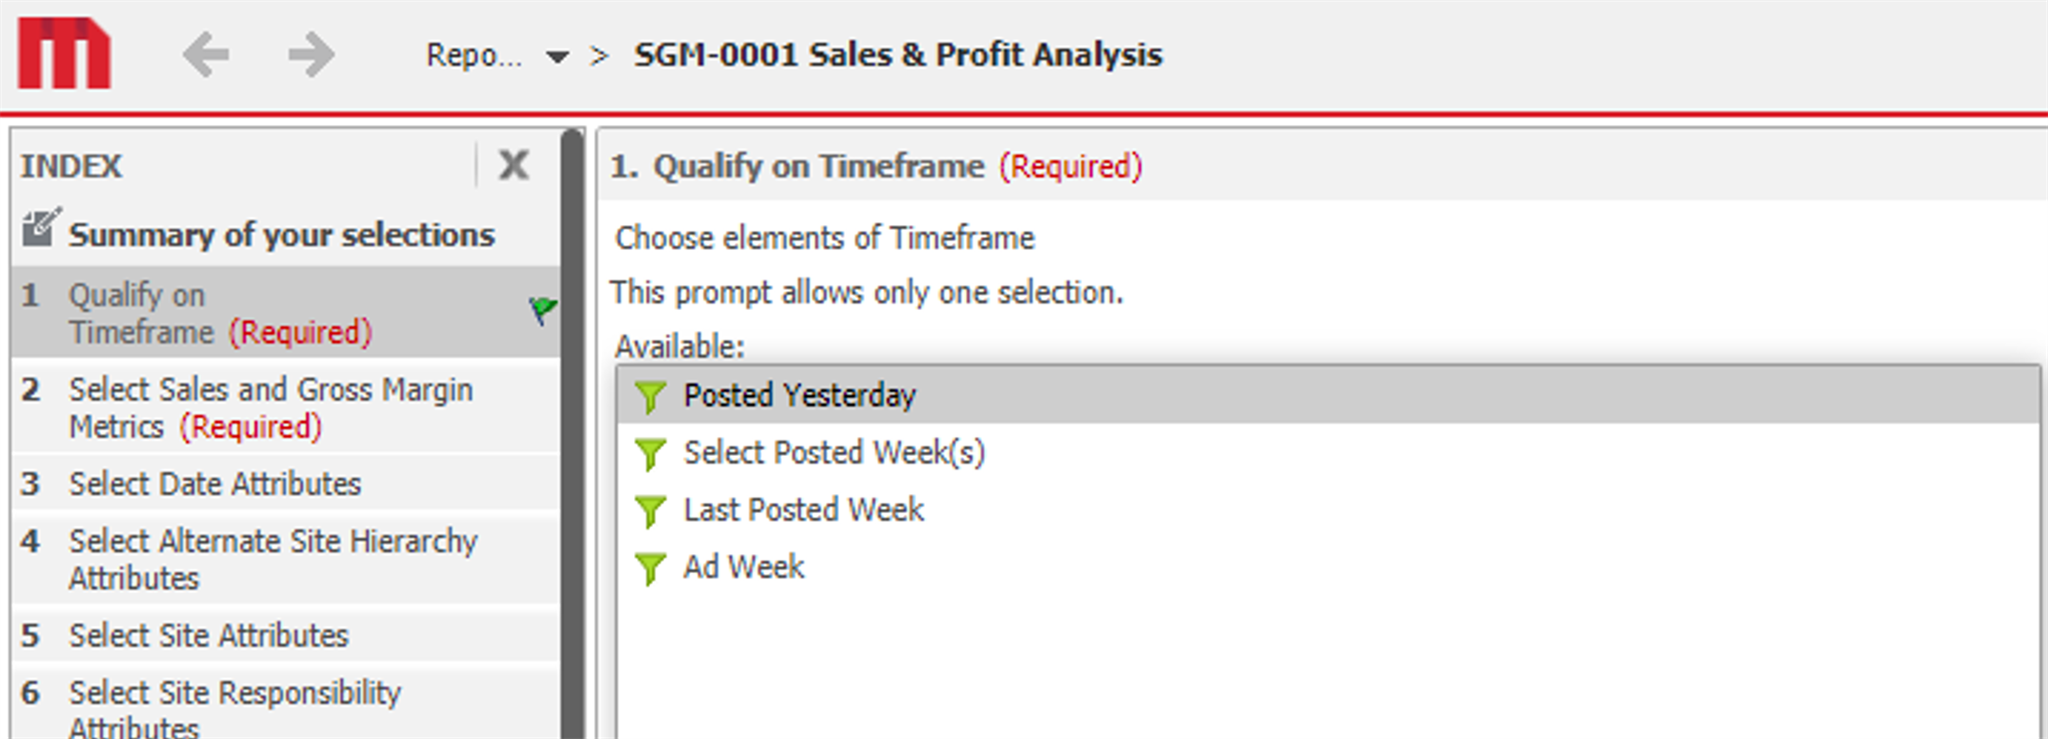 Repo... > SGM-0001 Sales & Profit Analysis
INDEX X
Summary of your selections
1 Qualify on
Timeframe (Required)
2 Select Sales and Gross Margin
Metrics (Required)
3 Select Date Attributes
4 Select Alternate Site Hierarchy
Attributes
5 Select Site Attributes
6 Select Site Responsibility
Attributes
1. Qualify on Timeframe (Required)
Choose elements of Timeframe
This prompt allows only one selection.
Available:
Posted Yesterday
Select Posted Week(s)
Last Posted Week
Ad Week